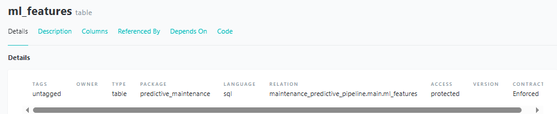 ml_features table
Details Description Columns Referenced By Depends On Code
Details
TAGS OWNER TYPE PACKAGE LANGUAGE RELATION ACCESS VERSION CONTRACT
untagged table predictive_maintenance sql maintenance_predictive_pipeline.main.ml_features protected Enforced